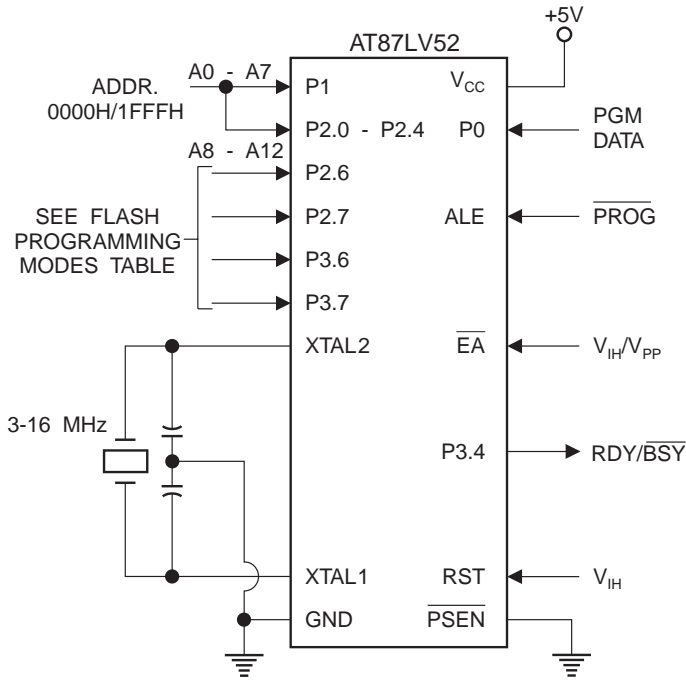 +5V
AT87LV52
ADDR.
0000H/1FFFH
A0 - A7
P1
VCC
P2.0 - P2.4
P0
PGM
DATA
A8 - A12
P2.6
SEE FLASH
PROGRAMMING
MODES TABLE
P2.7
ALE
PROG
P3.6
P3.7
XTAL2
EA
VIH/VPP
3-16 MHz
P3.4
RDY/BSY
XTAL1
RST
VIH
GND
PSEN